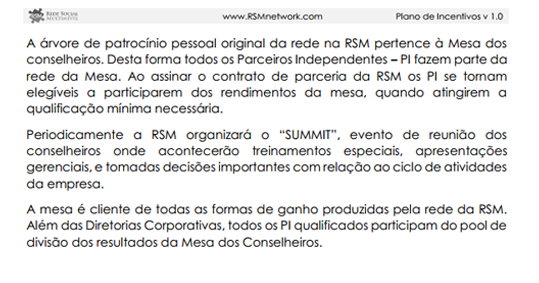 REDE SOCIAL
MULTINÍVEL
www.RSMnetwork.com
Plano de Incentivos v 1.0
A árvore de patrocínio pessoal original da rede na RSM pertence à Mesa dos
conselheiros. Desta forma todos os Parceiros Independentes – PI fazem parte da
rede da Mesa. Ao assinar o contrato de parceria da RSM os PI se tornam
elegíveis a participarem dos rendimentos da mesa, quando atingirem a
qualificação mínima necessária.
Periodicamente a RSM organizará o “SUMMIT”, evento de reunião dos
conselheiros onde acontecerão treinamentos especiais, apresentações
gerenciais, e tomadas decisões importantes com relação ao ciclo de atividades
da empresa.
A mesa é cliente de todas as formas de ganho produzidas pela rede da RSM.
Além das Diretorias Corporativas, todos os PI qualificados participam do pool de
divisão dos resultados da Mesa dos Conselheiros.